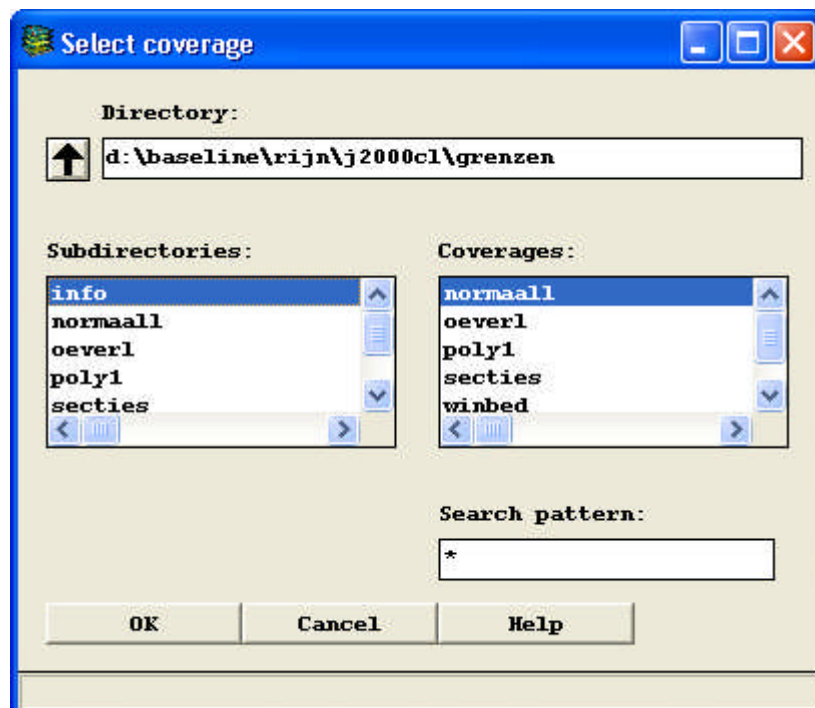 Select coverage
Directory:
d:\baseline\rijn\j2000cl\grenzen
Subdirectories:
info
normaall
oeverl
poly1
secties
Coverages:
normaall
oeverl
poly1
secties
winbed
Search pattern:
*
OK
Cancel
Help